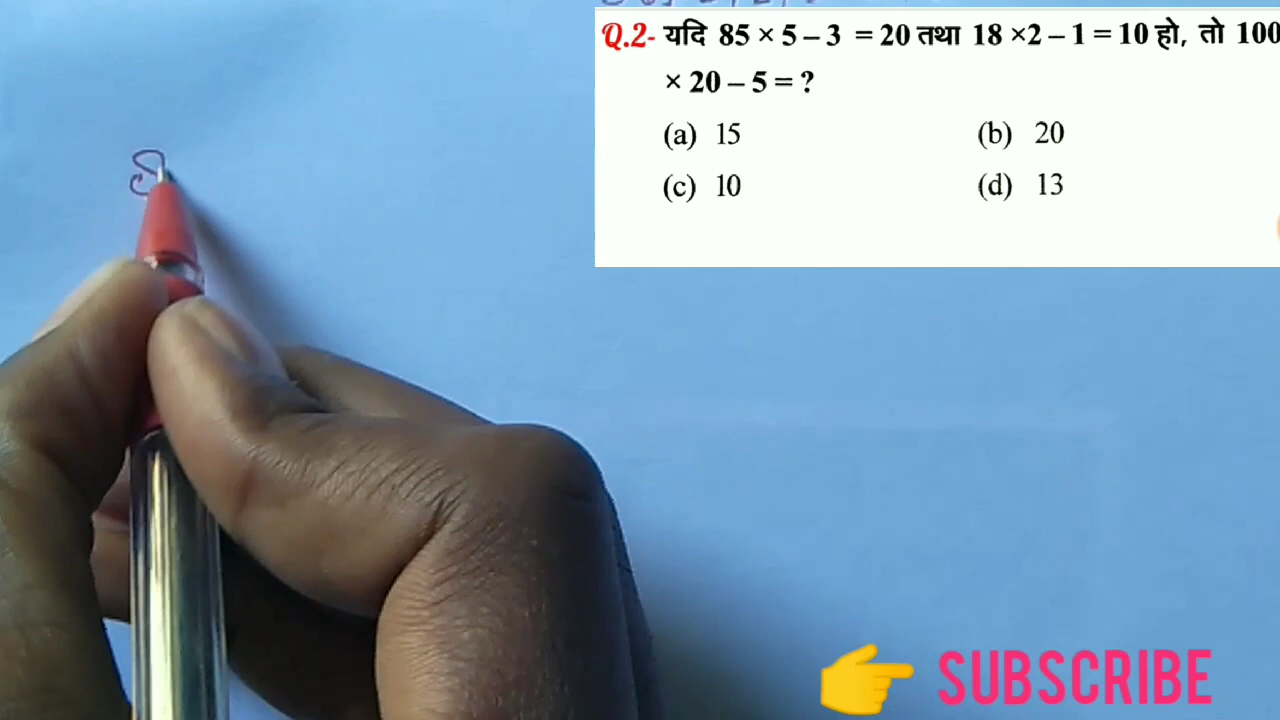 Q.2- यदि 85 × 5 – 3 = 20 तथा 18 ×2 – 1 = 10 हो, तो 100
× 20 – 5 = ?
(a) 15 (b) 20
(c) 10 (d) 13
8
SUBSCRIBE